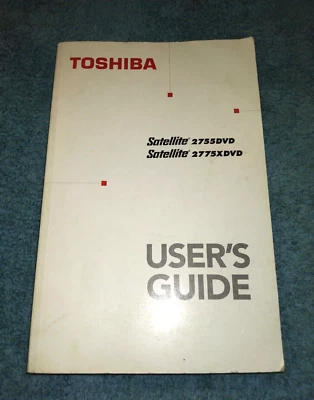 TOSHIBA
Satellite® 2755DVD
Satellite® 2775XDVD
USER'S
GUIDE